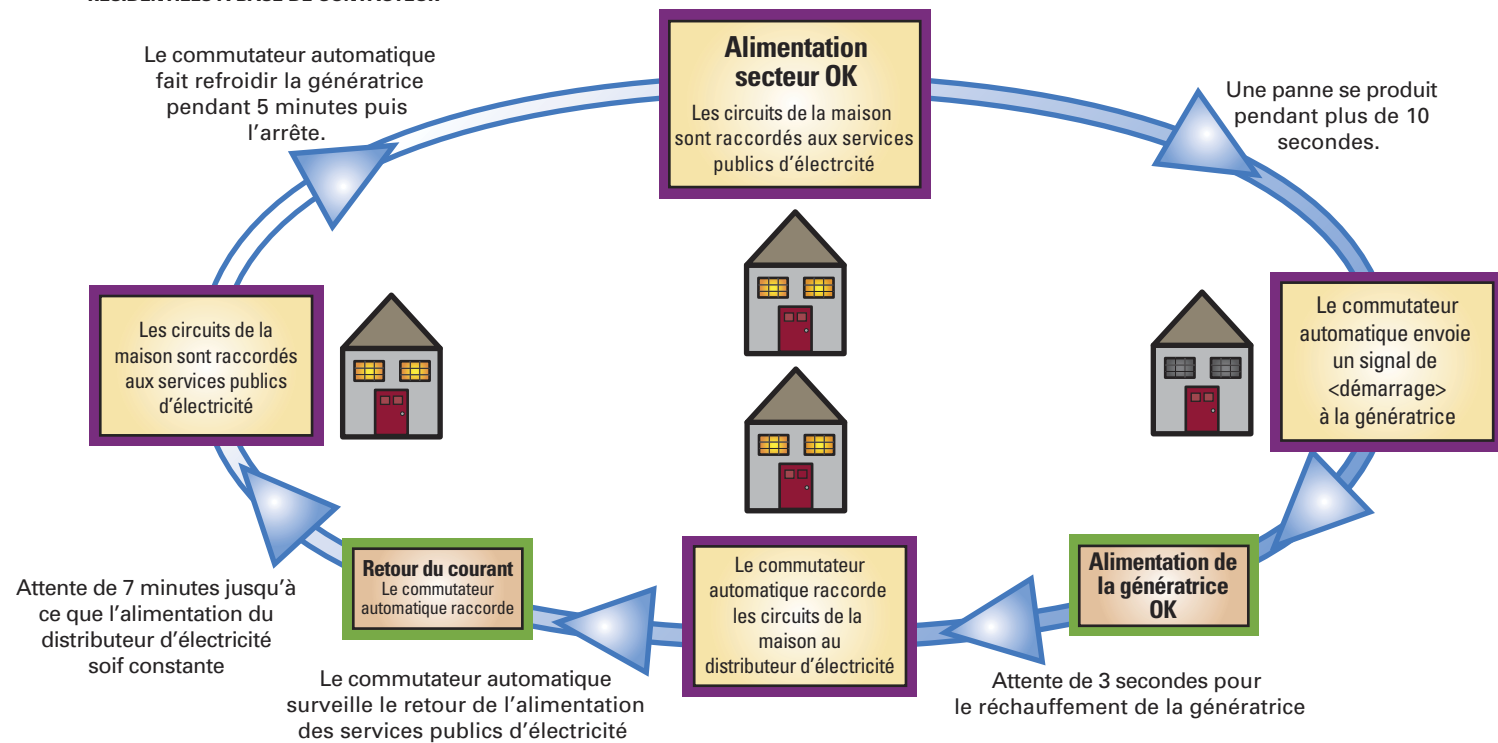 Le commutateur automatique
fait refroidir la génératrice
pendant 5 minutes puis
l'arrête.
Alimentation
secteur OK
Les circuits de la maison
sont raccordés aux services
publics d'électrcité
Une panne se produit
pendant plus de 10
secondes.
Les circuits de la
maison sont raccordés
aux services publics
d'électricité
Le commutateur
automatique envoie
un signal de
<démarrage>
à la génératrice
Retour du courant
Le commutateur
automatique raccorde
Le commutateur
automatique raccorde
les circuits de la
maison au
distributeur d'électricité
Alimentation de
la génératrice
OK
Attente de 7 minutes jusqu'à
ce que l'alimentation du
distributeur d'électricité
soif constante
Le commutateur automatique
surveille le retour de l'alimentation
des services publics d'électricité
Attente de 3 secondes pour
le réchauffement de la génératrice